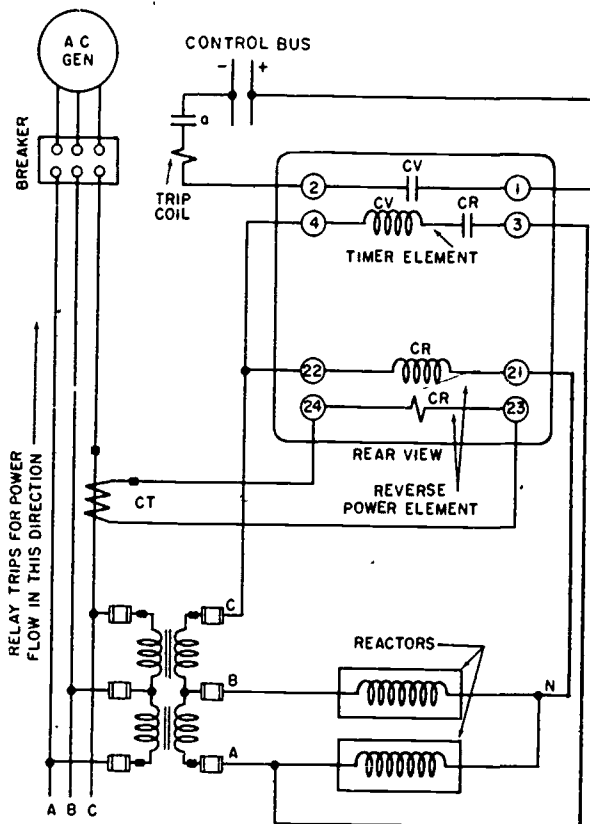 A C
GEN
CONTROL BUS
- +
a
BREAKER
TRIP
COIL
CV
2
1
CV
CR
4
3
TIMER ELEMENT
CR
22
21
CR
24
23
REAR VIEW
REVERSE
POWER ELEMENT
RELAY TRIPS FOR POWER
FLOW IN THIS DIRECTION
CT
C
REACTORS
B
N
A
A B C